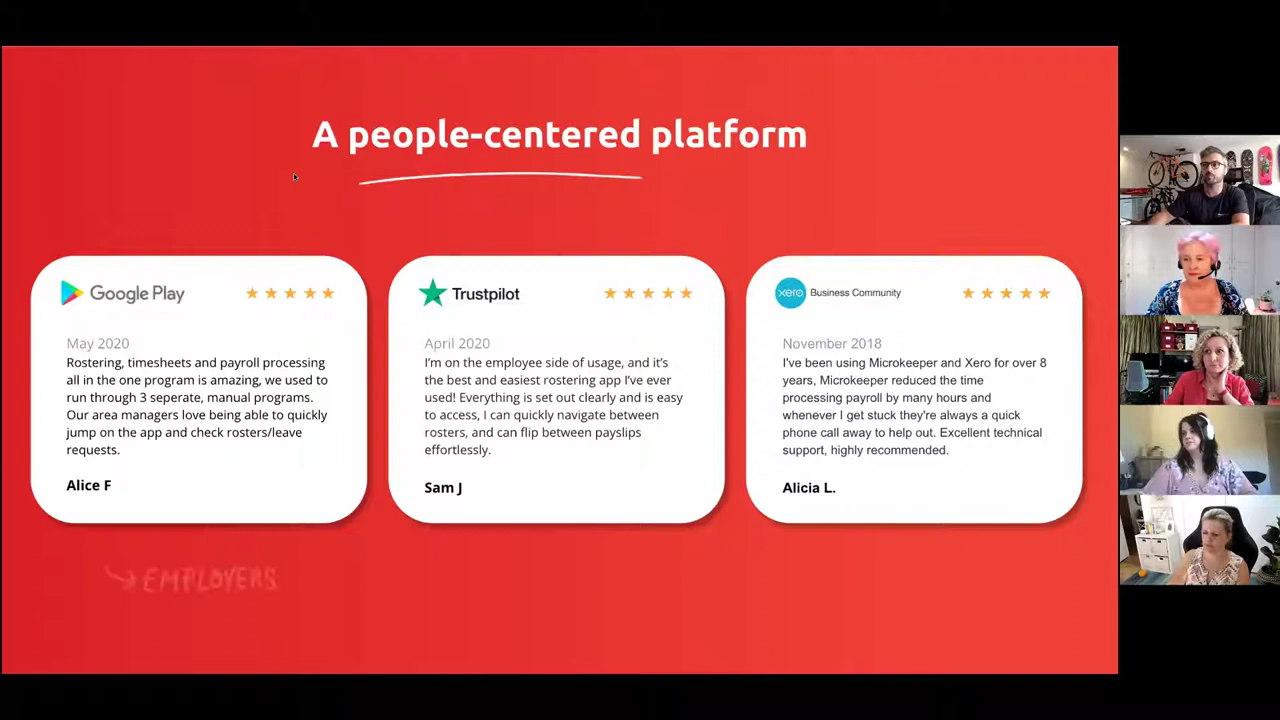 A people-centered platform
Google Play
May 2020
Rostering, timesheets and payroll processing
all in the one program is amazing, we used to
run through 3 seperate, manual programs.
Our area managers love being able to quickly
jump on the app and check rosters/leave
requests.
Alice F
Trustpilot
April 2020
I'm on the employee side of usage, and it's
the best and easiest rostering app I've ever
used! Everything is set out clearly and is easy
to access, I can quickly navigate between
rosters, and can flip between payslips
effortlessly.
Sam J
xero Business Community
November 2018
I've been using Microkeeper and Xero for over 8
years, Microkeeper reduced the time
processing payroll by many hours and
whenever I get stuck they're always a quick
phone call away to help out. Excellent technical
support, highly recommended.
Alicia L.
EMPLOYERS